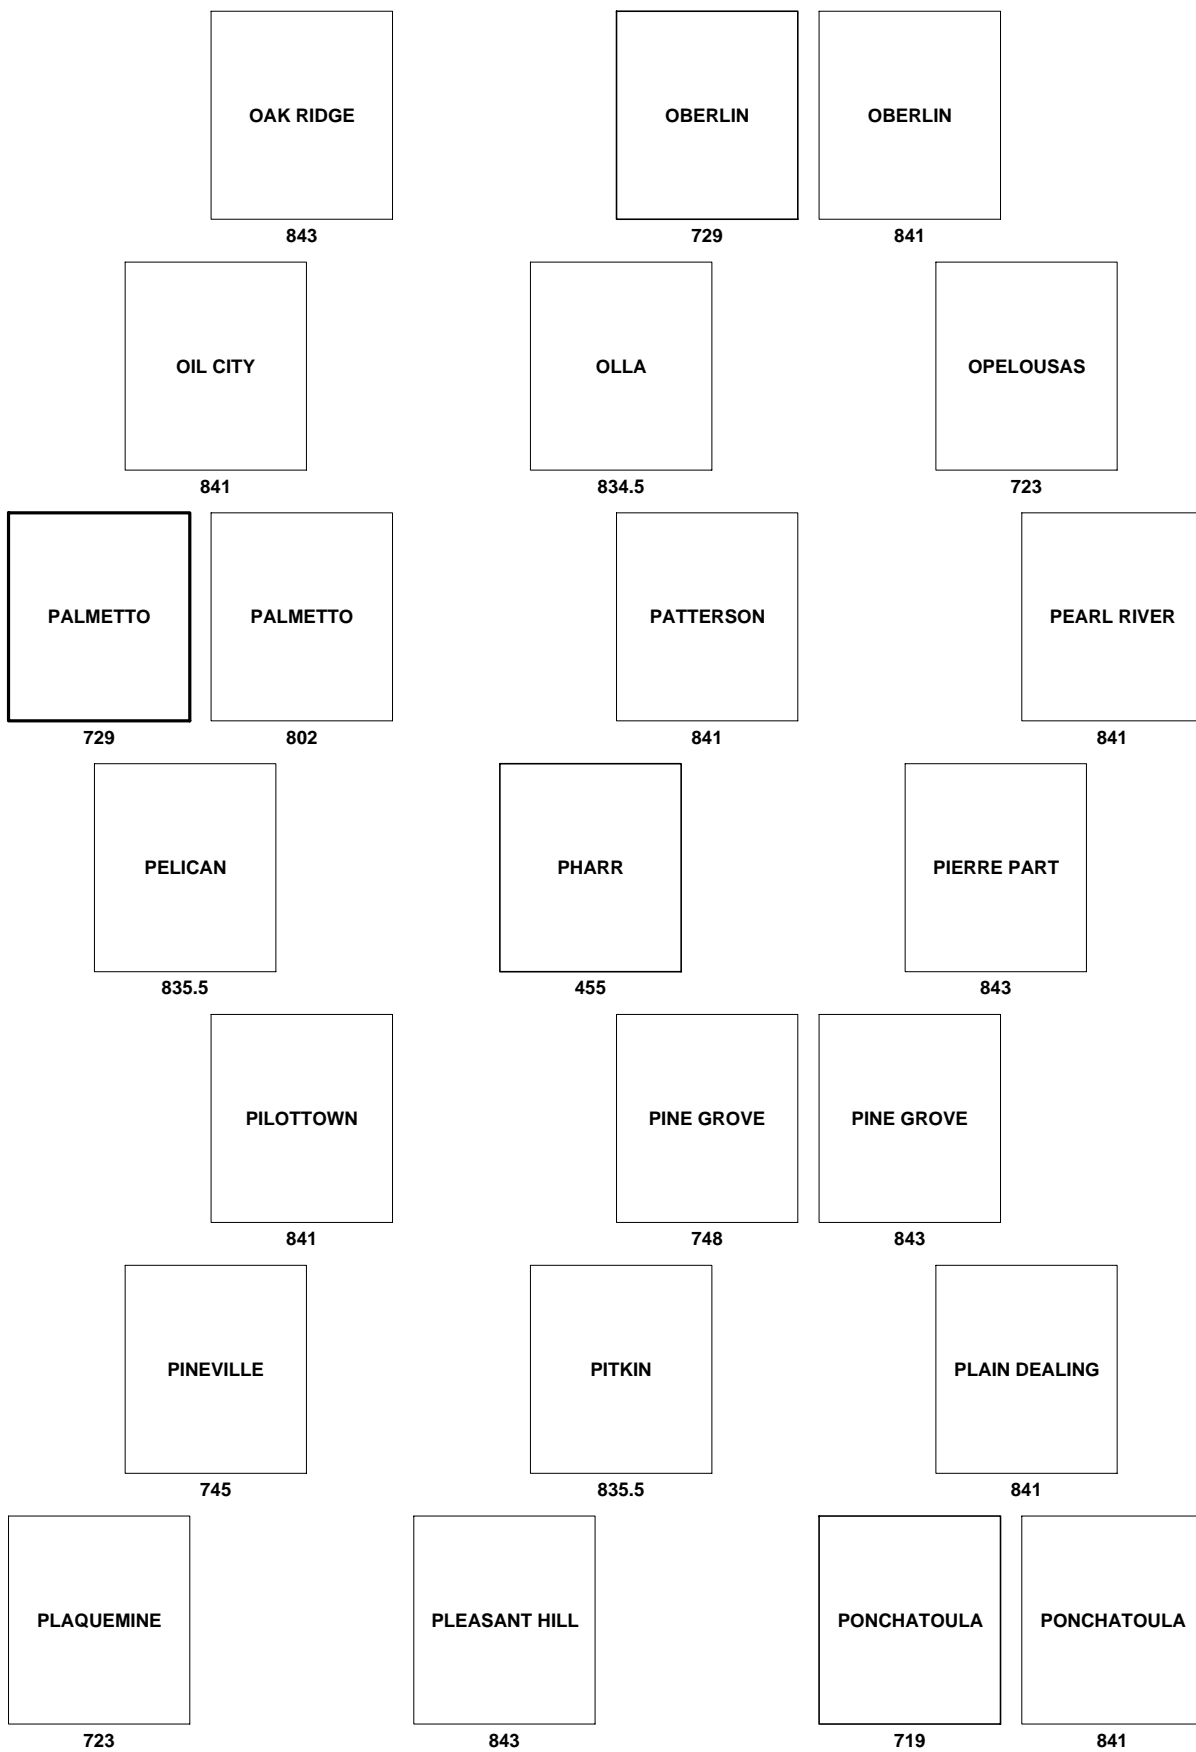 OAK RIDGE OBERLIN OBERLIN
843 729 841
OIL CITY OLLA OPELOUSAS
841 834.5 723
PALMETTO PALMETTO PATTERSON PEARL RIVER
729 802 841 841
PELICAN PHARR PIERRE PART
835.5 455 843
PILOTTOWN PINE GROVE PINE GROVE
841 748 843
PINEVILLE PITKIN PLAIN DEALING
745 835.5 841
PLAQUEMINE PLEASANT HILL PONCHATOULA PONCHATOULA
723 843 719 841